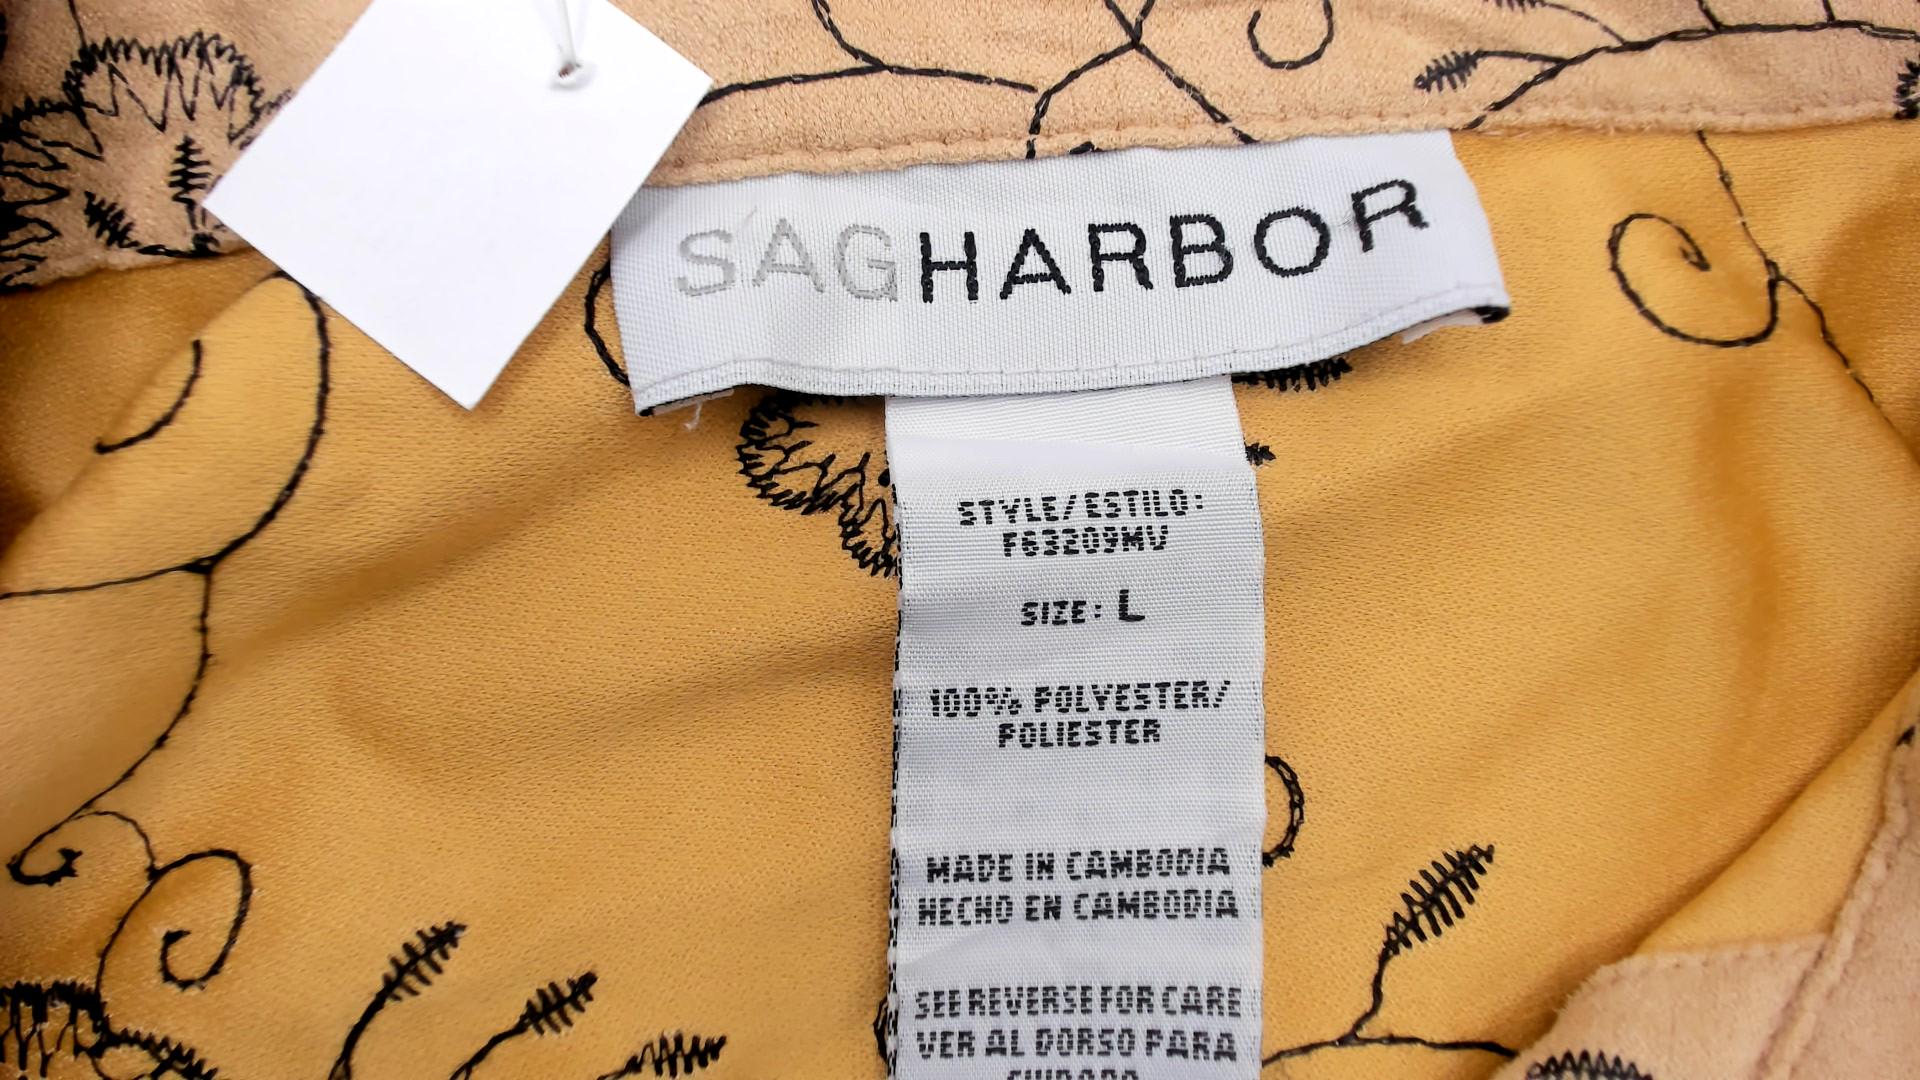 SAGHARBOR
STYLE/ESTILO:
F63209MV
SIZE: L
100% POLYESTER/
POLIESTER
MADE IN CAMBODIA
HECHO EN CAMBODIA
SEE REVERSE FOR CARE
VER AL DORSO PARA